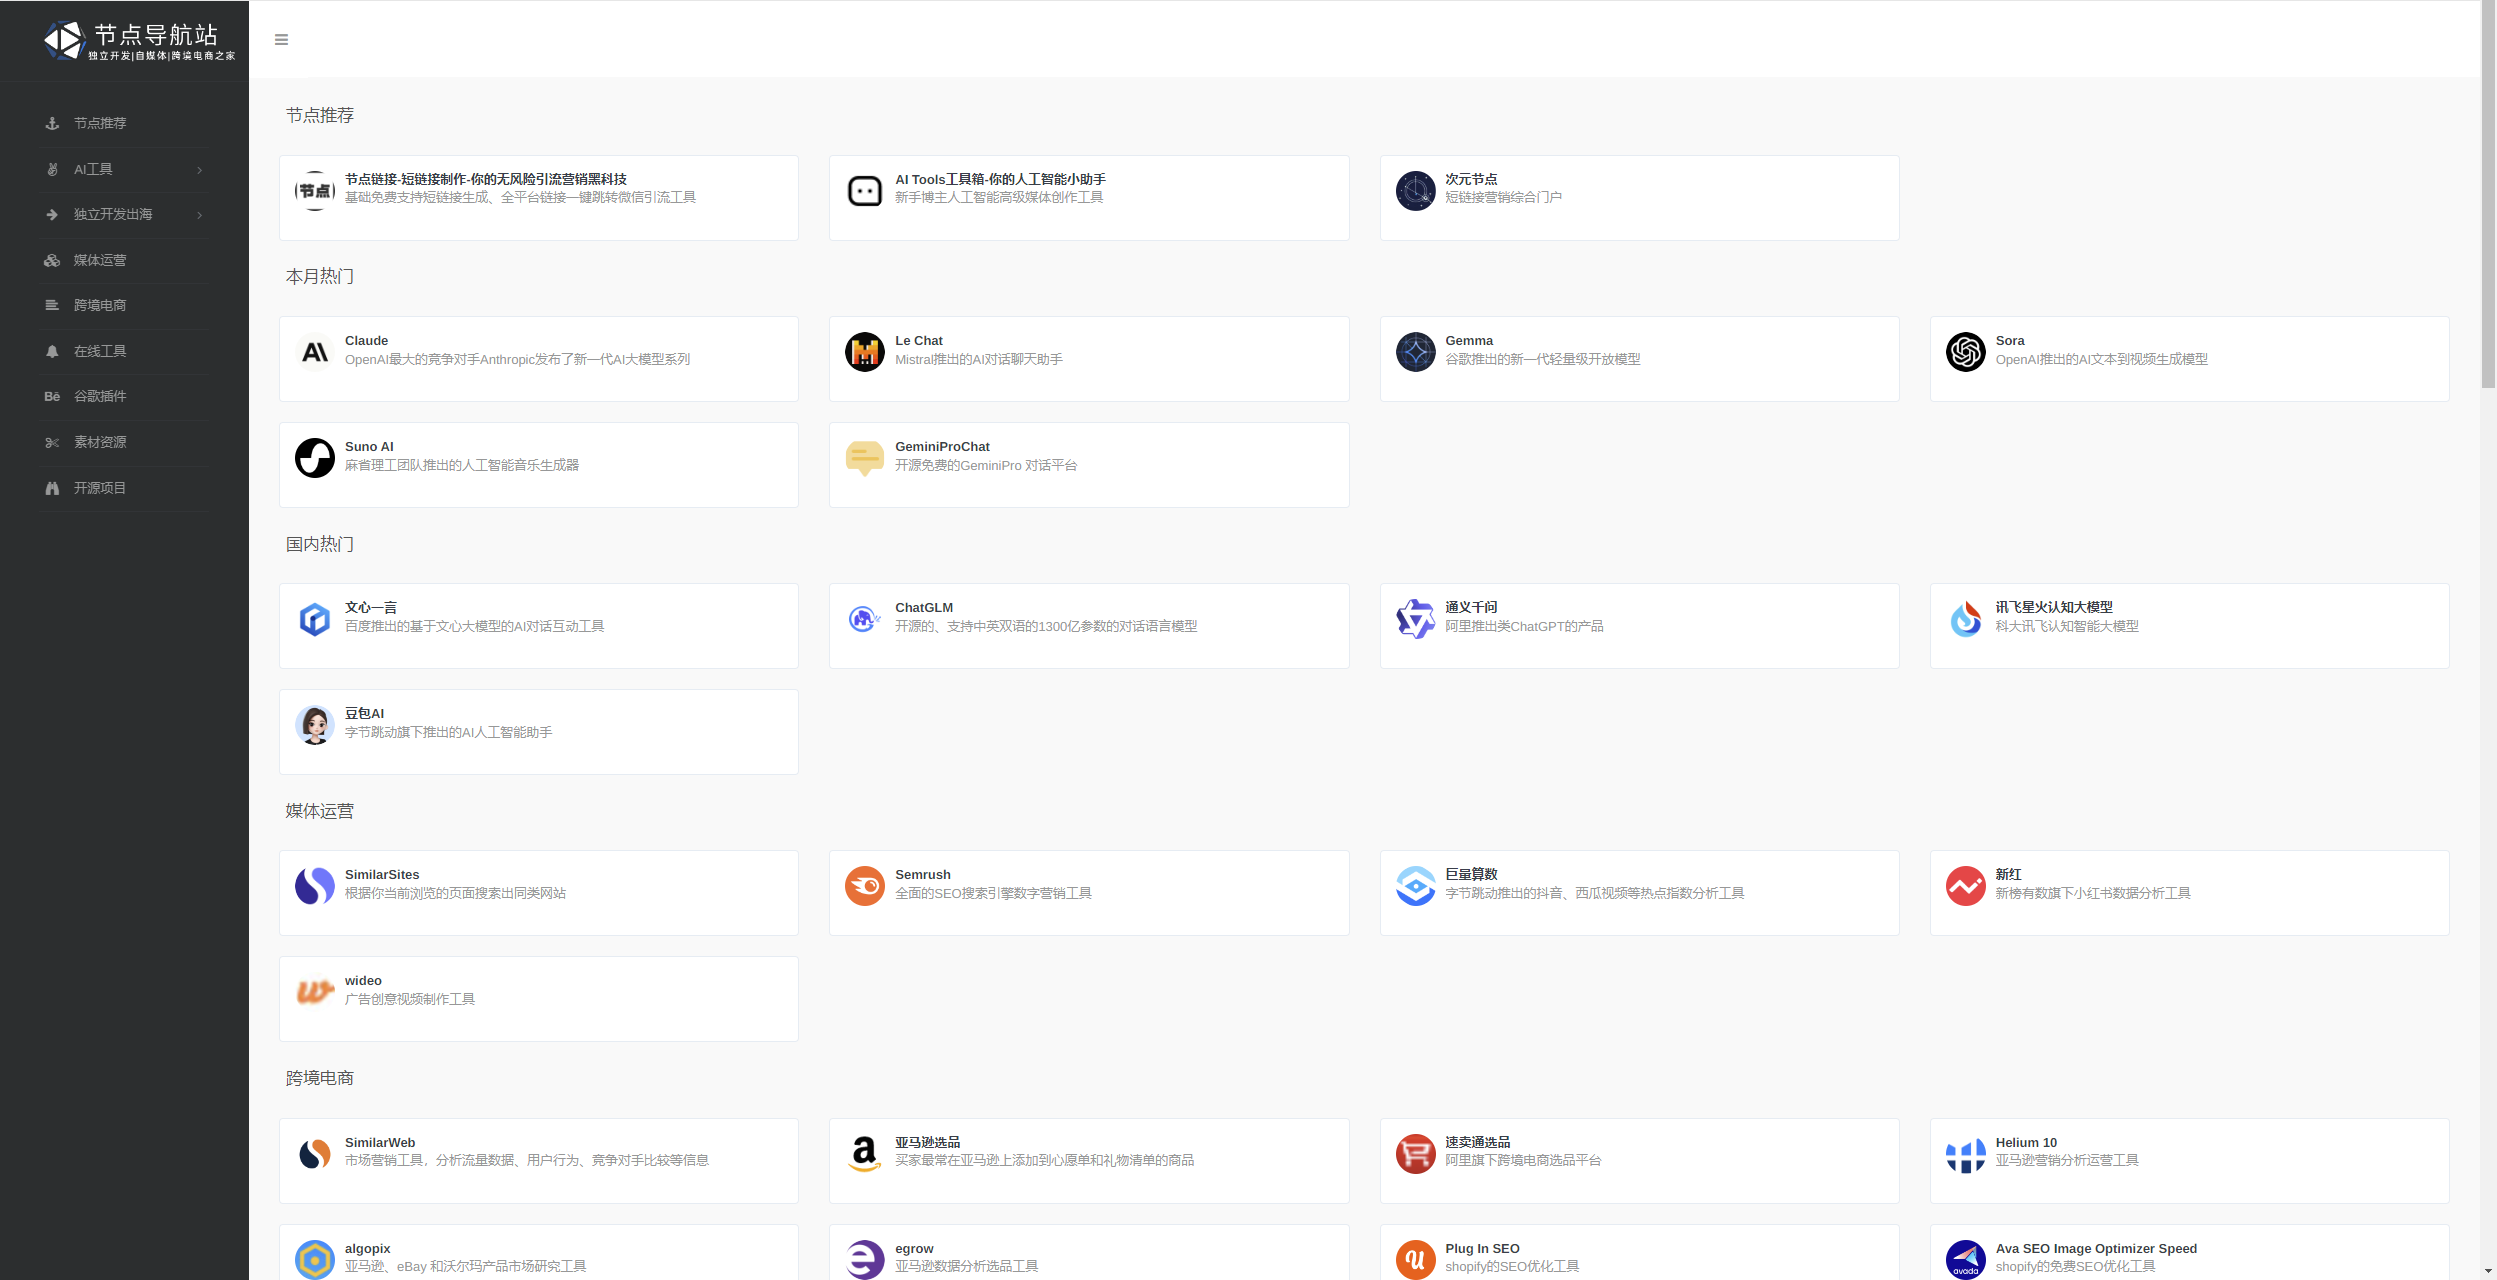 节点导航站
独立开发|自媒体|跨境电商之家
节点推荐
AI工具
独立开发出海
媒体运营
跨境电商
在线工具
谷歌插件
素材资源
开源项目
节点推荐
节点
节点链接-短链接制作-你的无风险引流营销黑科技
基础免费支持短链接生成、全平台链接一键跳转微信引流工具
AI Tools工具箱-你的人工智能小助手
新手博主人工智能高级媒体创作工具
次元节点
短链接营销综合门户
本月热门
Claude
OpenAI最大的竞争对手Anthropic发布了新一代AI大模型系列
Le Chat
Mistral推出的AI对话聊天助手
Gemma
谷歌推出的新一代轻量级开放模型
Sora
OpenAI推出的AI文本到视频生成模型
Suno AI
麻省理工团队推出的人工智能音乐生成器
GeminiProChat
开源免费的GeminiPro 对话平台
国内热门
文心一言
百度推出的基于文心大模型的AI对话互动工具
ChatGLM
开源的、支持中英双语的1300亿参数的对话语言模型
通义千问
阿里推出类ChatGPT的产品
讯飞星火认知大模型
科大讯飞认知智能大模型
豆包AI
字节跳动旗下推出的AI人工智能助手
媒体运营
SimilarSites
根据你当前浏览的页面搜索出同类网站
Semrush
全面的SEO搜索引擎数字营销工具
巨量算数
字节跳动推出的抖音、西瓜视频等热点指数分析工具
新红
新榜有数旗下小红书数据分析工具
wideo
广告创意视频制作工具
跨境电商
SimilarWeb
市场营销工具，分析流量数据、用户行为、竞争对手比较等信息
亚马逊选品
买家最常在亚马逊上添加到心愿单和礼物清单的商品
速卖通选品
阿里旗下跨境电商选品平台
Helium 10
亚马逊营销分析运营工具
algopix
亚马逊、eBay 和沃尔玛产品市场研究工具
egrow
亚马逊数据分析选品工具
Plug In SEO
shopify的SEO优化工具
avada
Ava SEO Image Optimizer Speed
shopify的免费SEO优化工具